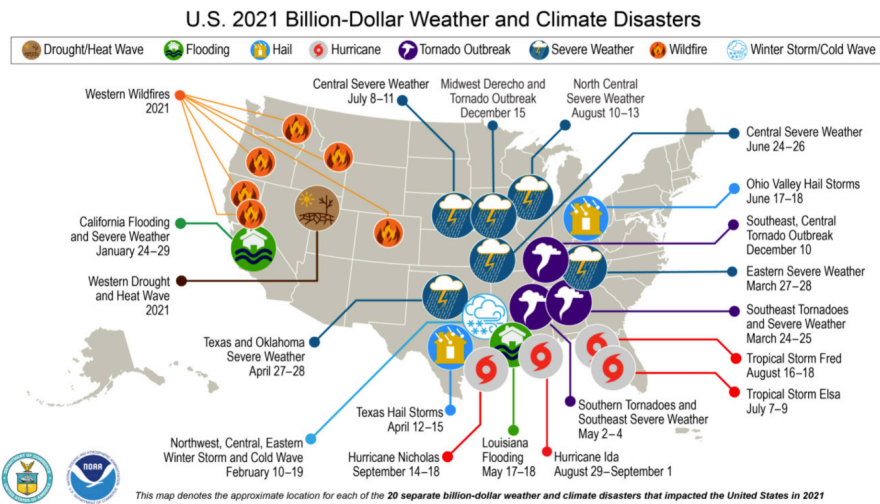 U.S. 2021 Billion-Dollar Weather and Climate Disasters
Drought/Heat Wave
Flooding
Hail
Hurricane
Tornado Outbreak
Severe Weather
Wildfire
Winter Storm/Cold Wave
Western Wildfires
2021
Central Severe Weather
July 8–11
Midwest Derecho and
Tornado Outbreak
December 15
North Central
Severe Weather
August 10–13
Central Severe Weather
June 24–26
Ohio Valley Hail Storms
June 17–18
California Flooding
and Severe Weather
January 24–29
Southeast, Central
Tornado Outbreak
December 10
Eastern Severe Weather
March 27–28
Western Drought
and Heat Wave
2021
Southeast Tornadoes
and Severe Weather
March 24–25
Texas and Oklahoma
Severe Weather
April 27–28
Tropical Storm Fred
August 16–18
Tropical Storm Elsa
July 7–9
Texas Hail Storms
April 12–15
Southern Tornadoes and
Southeast Severe Weather
May 2–4
Northwest, Central, Eastern
Winter Storm and Cold Wave
February 10–19
Hurricane Nicholas
September 14–18
Louisiana
Flooding
May 17–18
Hurricane Ida
August 29–September 1
NOAA
This map denotes the approximate location for each of the 20 separate billion-dollar weather and climate disasters that impacted the United States in 2021